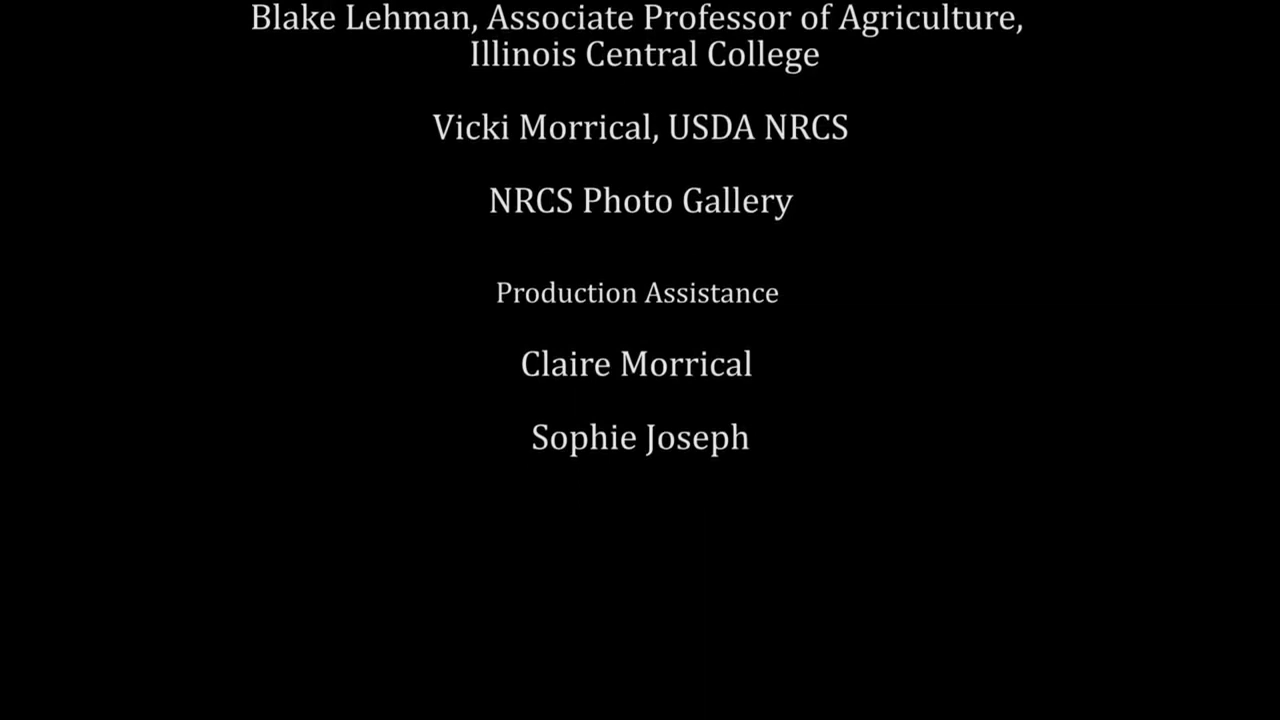 Blake Lehman, Associate Professor of Agriculture,
Illinois Central College
Vicki Morrical, USDA NRCS
NRCS Photo Gallery
Production Assistance
Claire Morrical
Sophie Joseph